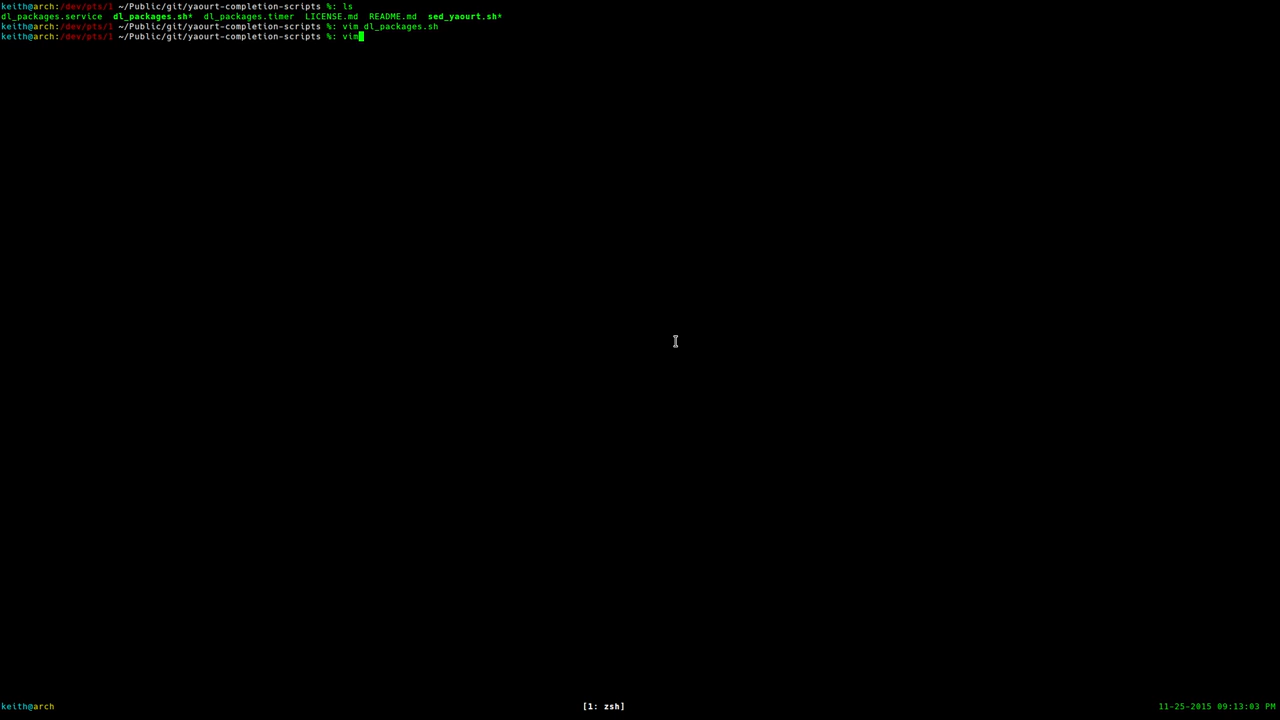 keith@arch:/dev/pts/1 ~/Public/git/yaourt-completion-scripts %: ls
dl_packages.service  dl_packages.sh*  dl_packages.timer  LICENSE.md  README.md  sed_yaourt.sh*
keith@arch:/dev/pts/1 ~/Public/git/yaourt-completion-scripts %: vim dl_packages.sh
keith@arch:/dev/pts/1 ~/Public/git/yaourt-completion-scripts %: vim
keith@arch [1: zsh] 11-25-2015 09:13:03 PM